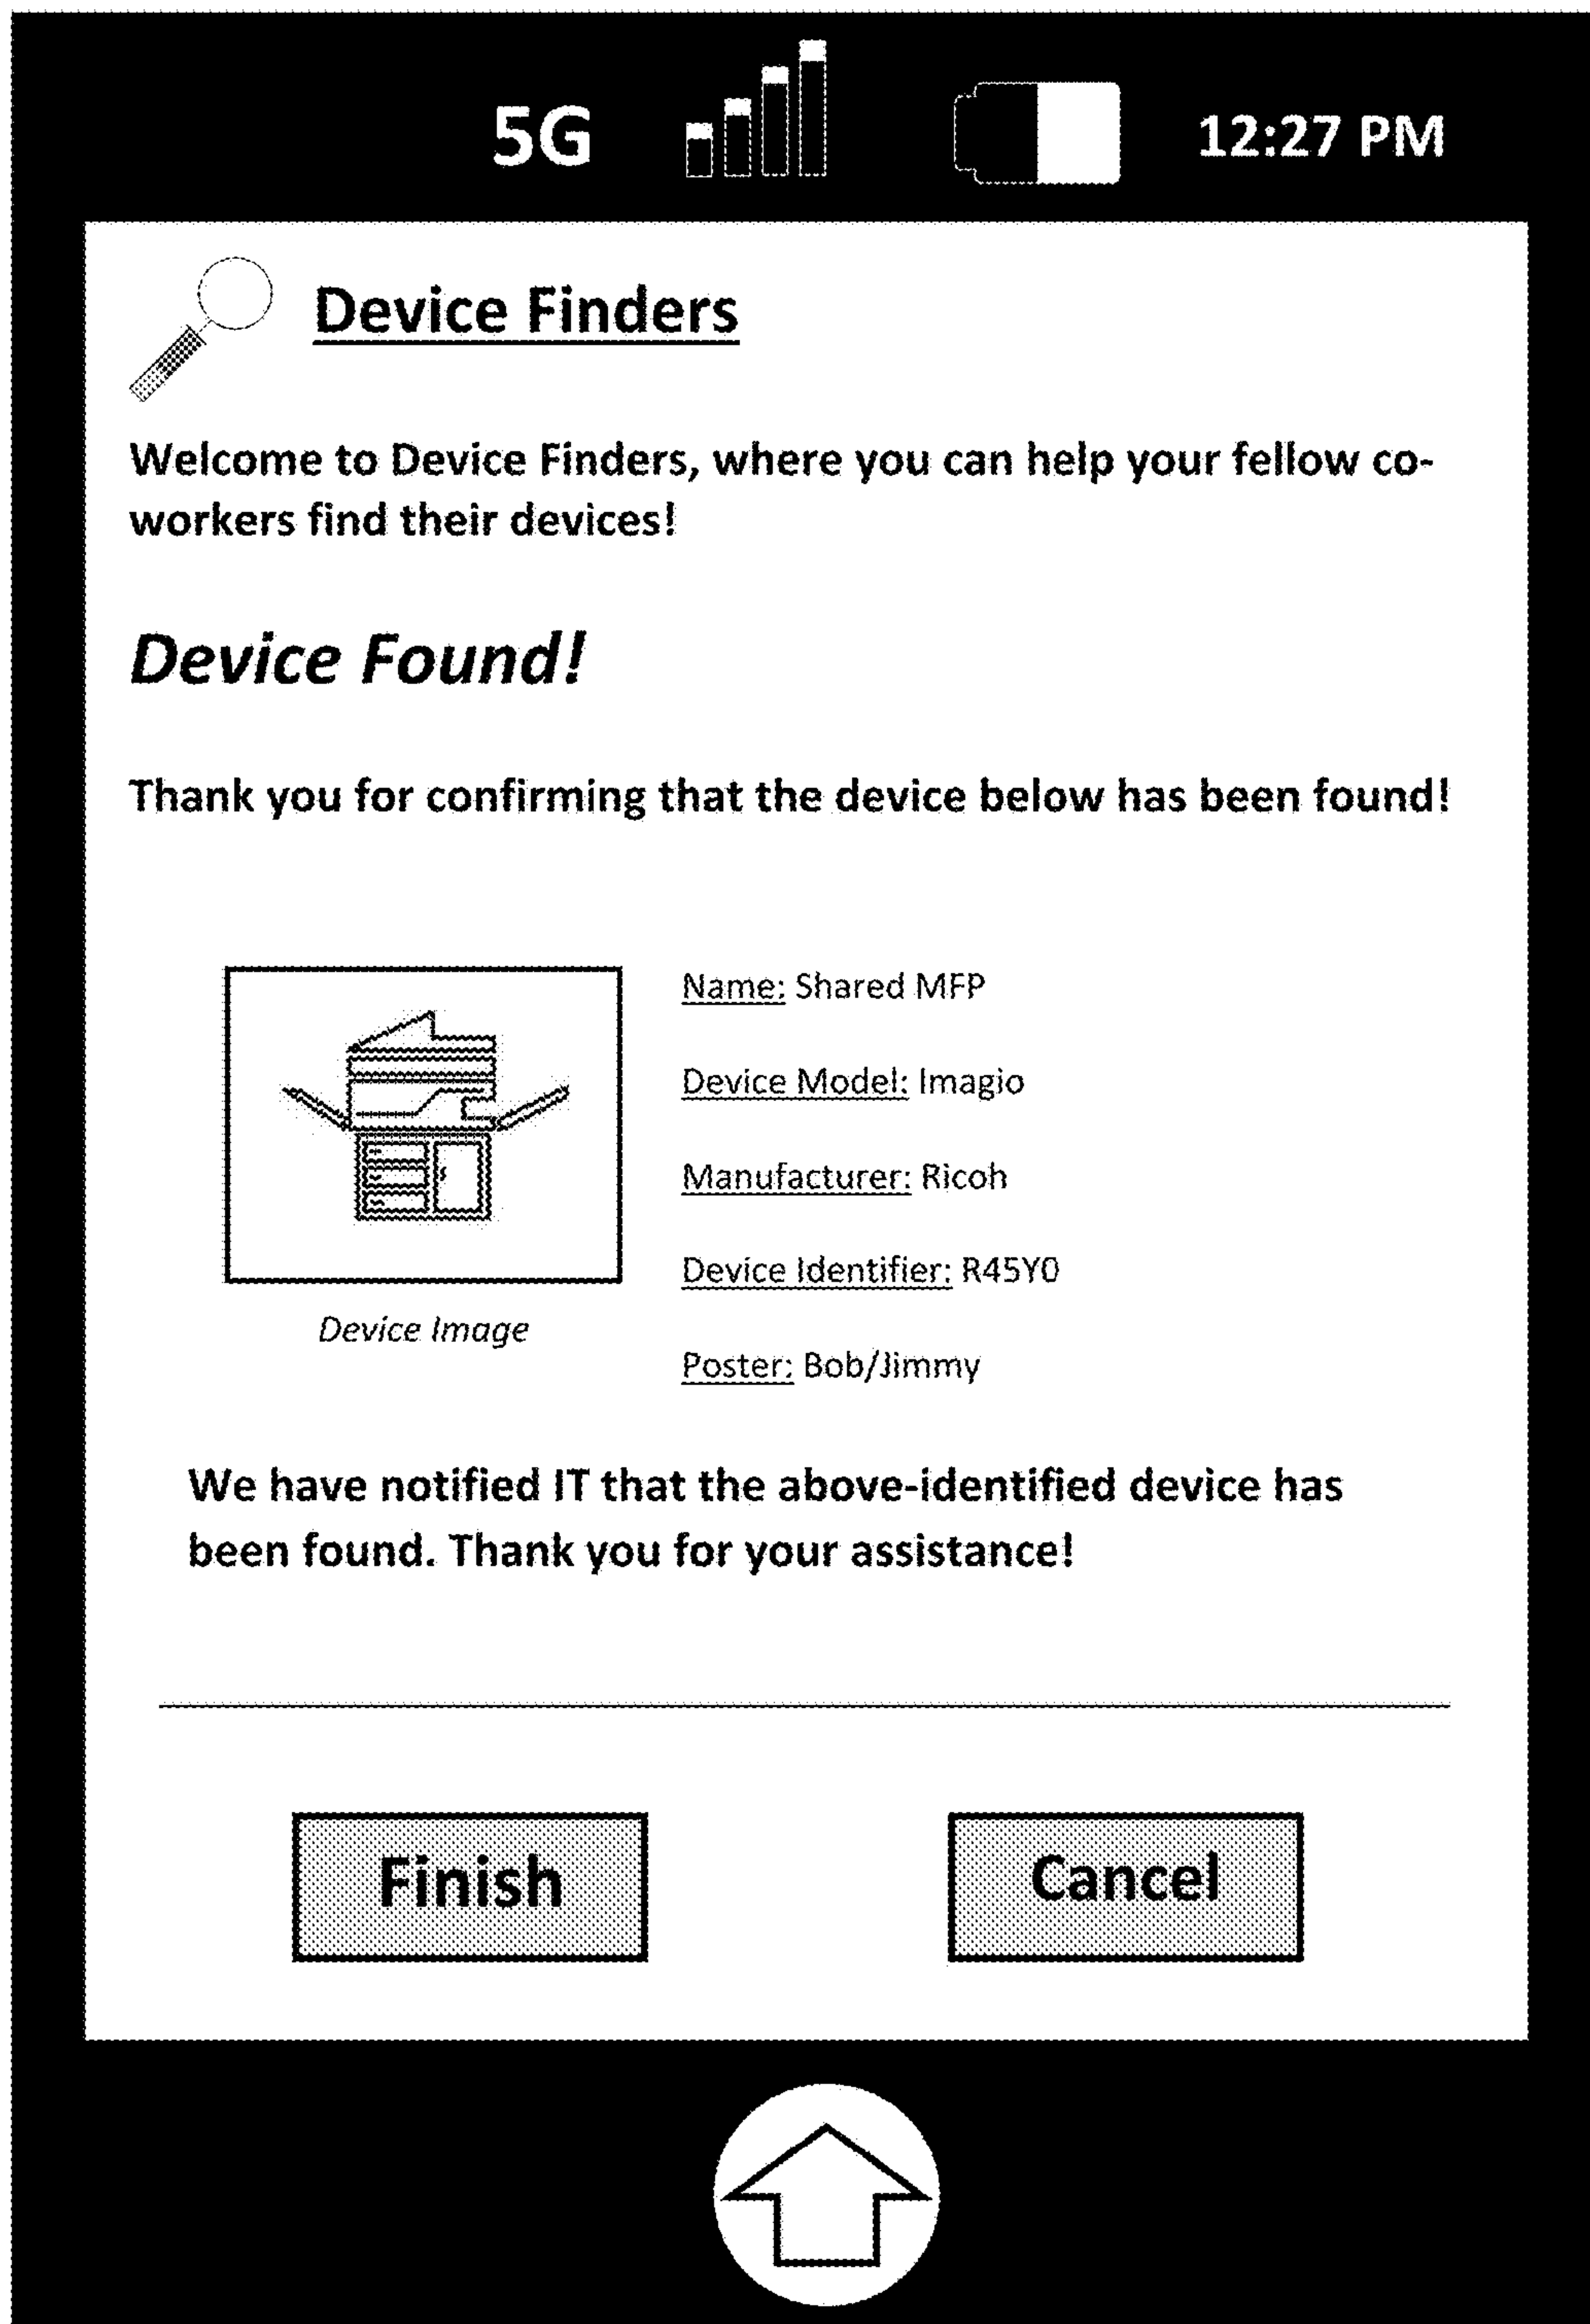 5G
12:27 PM
Device Finders
Welcome to Device Finders, where you can help your fellow co-
workers find their devices!
Device Found!
Thank you for confirming that the device below has been found!
Name: Shared MFP
Device Model: Imagio
Manufacturer: Ricoh
Device Identifier: R45Y0
Device Image
Poster: Bob/Jimmy
We have notified IT that the above-identified device has
been found. Thank you for your assistance!
Finish
Cancel